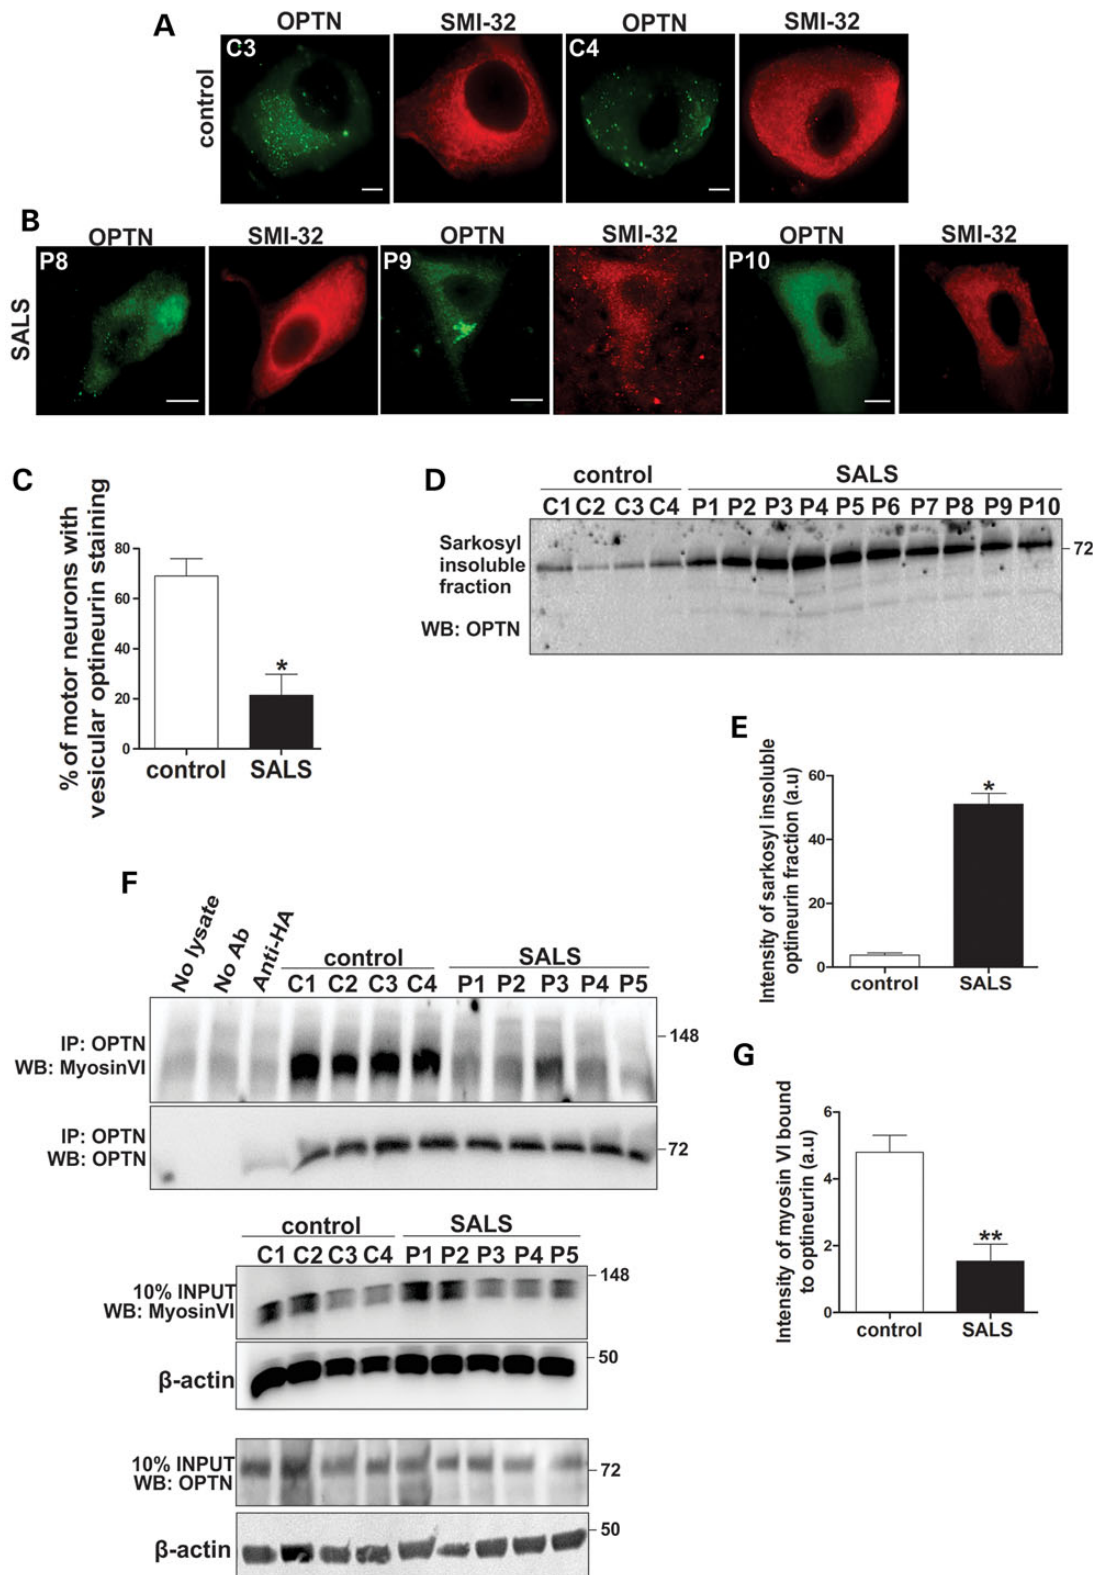 A
OPTN SMI-32 OPTN SMI-32
control
C3 C4
B
OPTN SMI-32 OPTN SMI-32 OPTN SMI-32
SALS
P8 P9 P10
C
% of motor neurons with
vesicular optineurin staining
80
60
40
20
0
*
control SALS
D
control SALS
C1 C2 C3 C4 P1 P2 P3 P4 P5 P6 P7 P8 P9 P10
Sarkosyl
insoluble
fraction
72
WB: OPTN
E
Intensity of sarkosyl insoluble
optineurin fraction (a.u)
60
40
20
0
*
control SALS
F
No lysate
No Ab
Anti-HA
control SALS
C1 C2 C3 C4 P1 P2 P3 P4 P5
IP: OPTN
WB: MyosinVI
148
IP: OPTN
WB: OPTN
72
control SALS
C1 C2 C3 C4 P1 P2 P3 P4 P5
10% INPUT
WB: MyosinVI
148
β-actin
50
10% INPUT
WB: OPTN
72
β-actin
50
G
Intensity of myosin VI bound
to optineurin (a.u)
6
4
2
0
**
control SALS